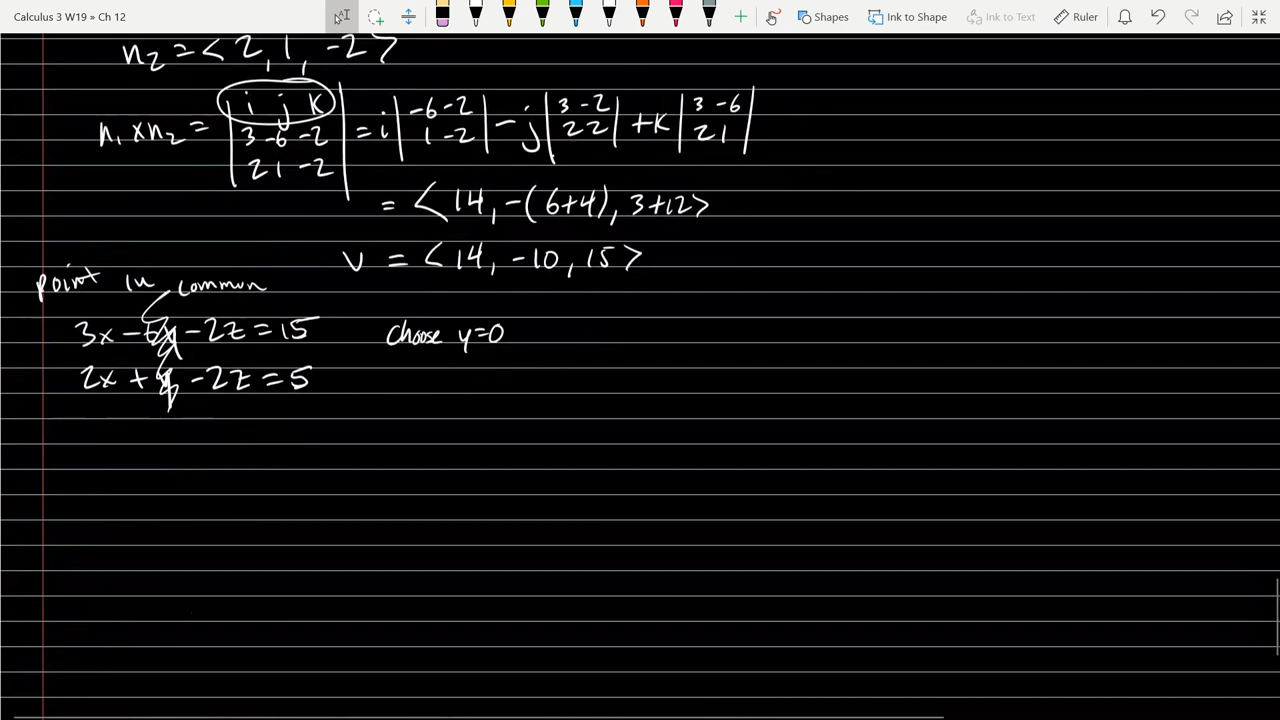 Calculus 3 W19 » Ch 12
Shapes Ink to Shape Ink to Text Ruler
n₂ = < 2, 1, -2 >
n₁ × n₂ = | i j k | = i | -6 -2 | - j | 3 -2 | + k | 3 -6 |
3 -6 -2 1 -2 2 2 2 1
2 1 -2
= < 14, -(6+4), 3+12 >
v = < 14, -10, 15 >
point in common
3x - 6y - 2z = 15 choose y=0
2x + y - 2z = 5